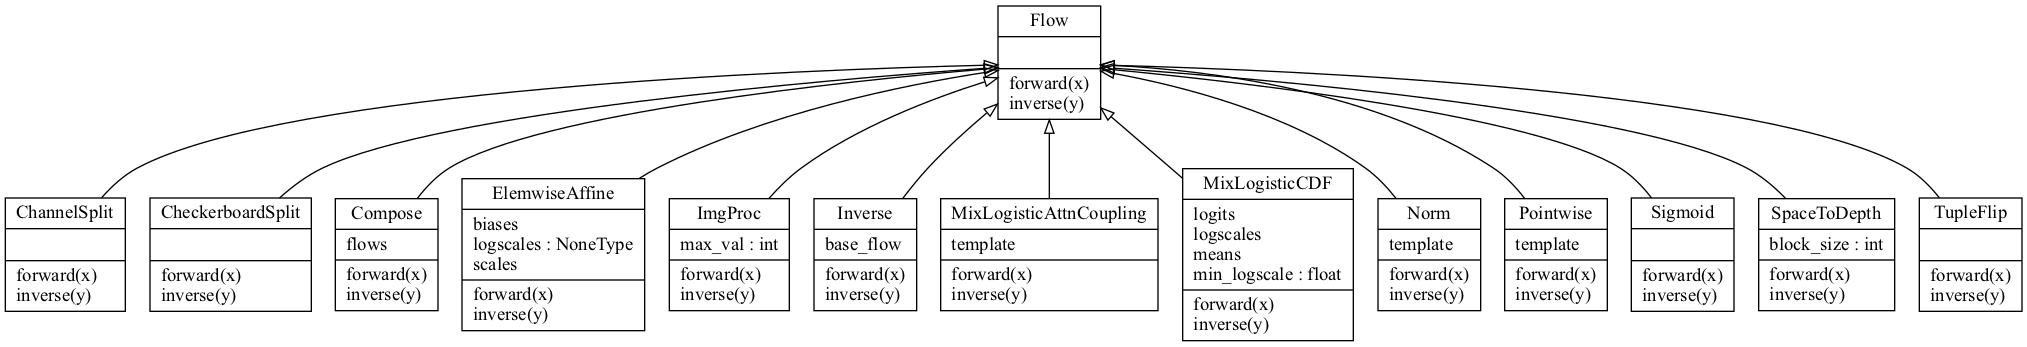 Flow
forward(x)
inverse(y)
ChannelSplit
forward(x)
inverse(y)
CheckerboardSplit
forward(x)
inverse(y)
Compose
flows
forward(x)
inverse(y)
ElemwiseAffine
biases
logscales : NoneType
scales
forward(x)
inverse(y)
ImgProc
max_val : int
forward(x)
inverse(y)
Inverse
base_flow
forward(x)
inverse(y)
MixLogisticAttnCoupling
template
forward(x)
inverse(y)
MixLogisticCDF
logits
logscales
means
min_logscale : float
forward(x)
inverse(y)
Norm
template
forward(x)
inverse(y)
Pointwise
template
forward(x)
inverse(y)
Sigmoid
forward(x)
inverse(y)
SpaceToDepth
block_size : int
forward(x)
inverse(y)
TupleFlip
forward(x)
inverse(y)